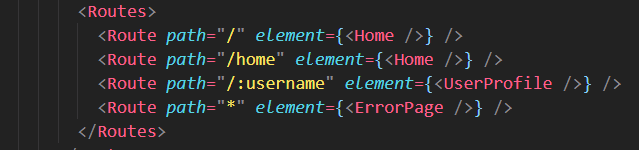 <Routes>
<Route path="/" element={<Home />} />
<Route path="/home" element={<Home />} />
<Route path="/:username" element={<UserProfile />} />
<Route path="*" element={<ErrorPage />} />
</Routes>